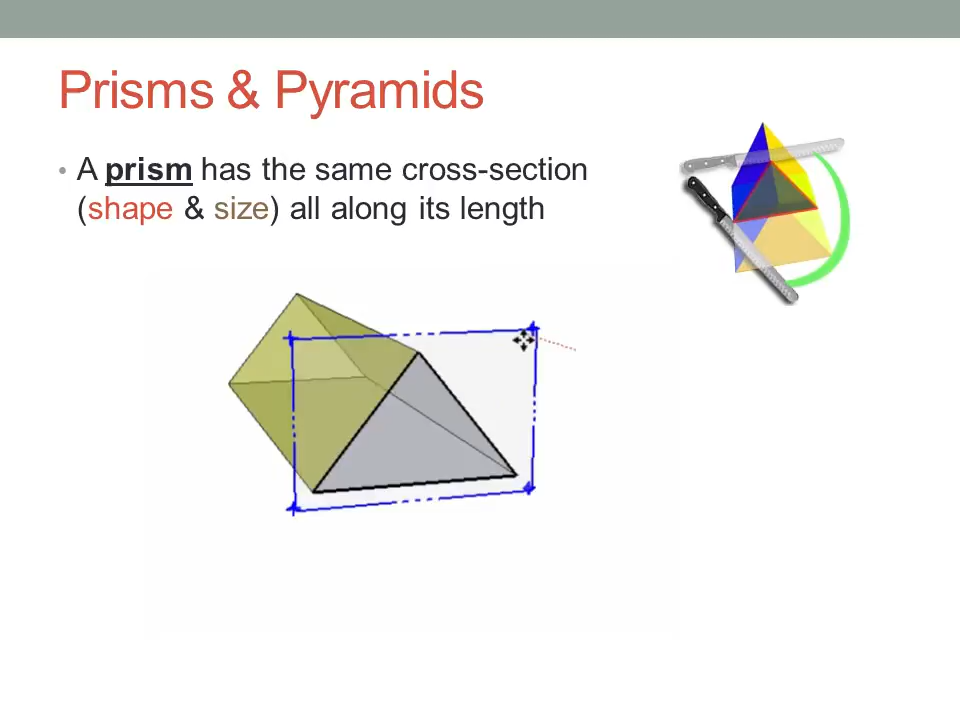 Prisms & Pyramids
• A prism has the same cross-section
(shape & size) all along its length